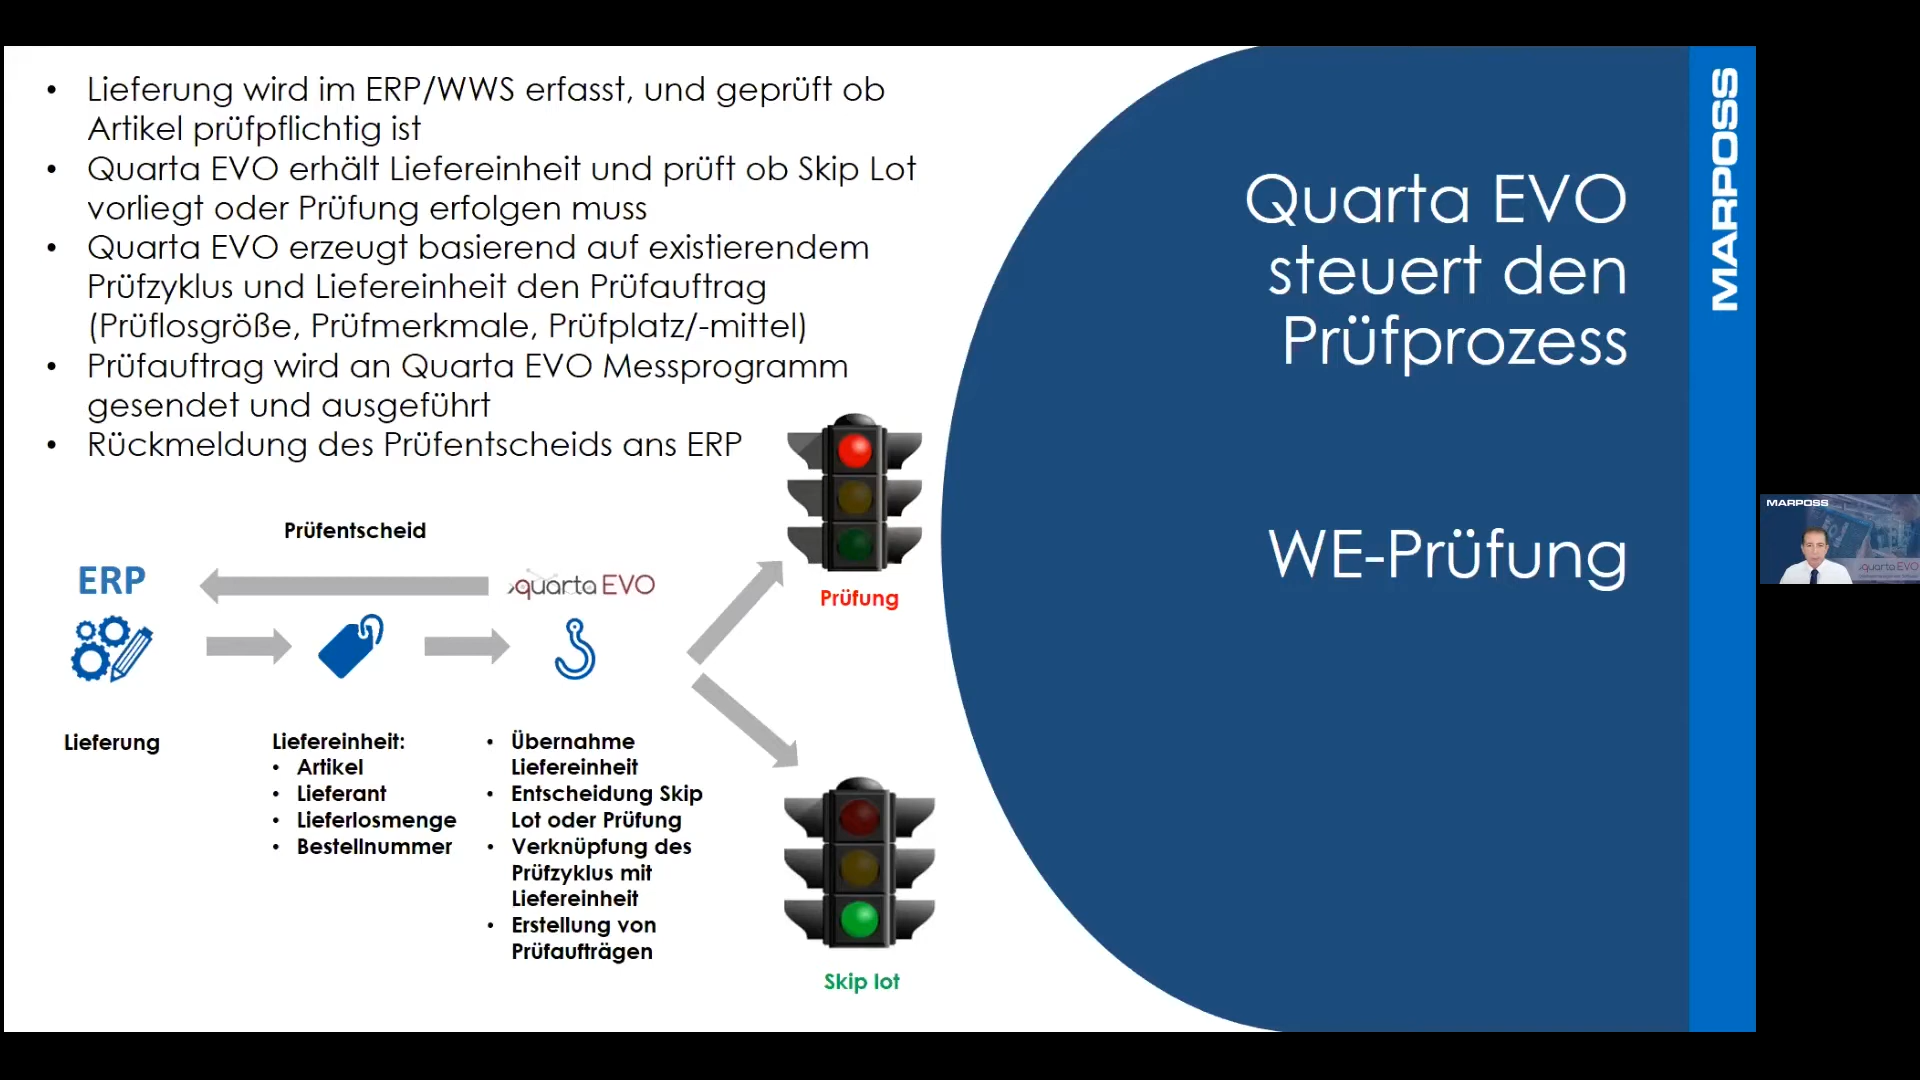 • Lieferung wird im ERP/WWS erfasst, und geprüft ob
Artikel prüfpflichtig ist
• Quarta EVO erhält Liefereinheit und prüft ob Skip Lot
vorliegt oder Prüfung erfolgen muss
• Quarta EVO erzeugt basierend auf existierendem
Prüfzyklus und Liefereinheit den Prüfauftrag
(Prüflosgröße, Prüfmerkmale, Prüfplatz/-mittel)
• Prüfauftrag wird an Quarta EVO Messprogramm
gesendet und ausgeführt
• Rückmeldung des Prüfentscheids ans ERP
Prüfentscheid
ERP
quarta EVO
Prüfung
Lieferung
Liefereinheit:
• Artikel
• Lieferant
• Lieferlosmenge
• Bestellnummer
• Übernahme
Liefereinheit
• Entscheidung Skip
Lot oder Prüfung
• Verknüpfung des
Prüfzyklus mit
Liefereinheit
• Erstellung von
Prüfaufträgen
Skip lot
Quarta EVO
steuert den
Prüfprozess
WE-Prüfung
MARPOSS
MARPOSS
quarta EVO